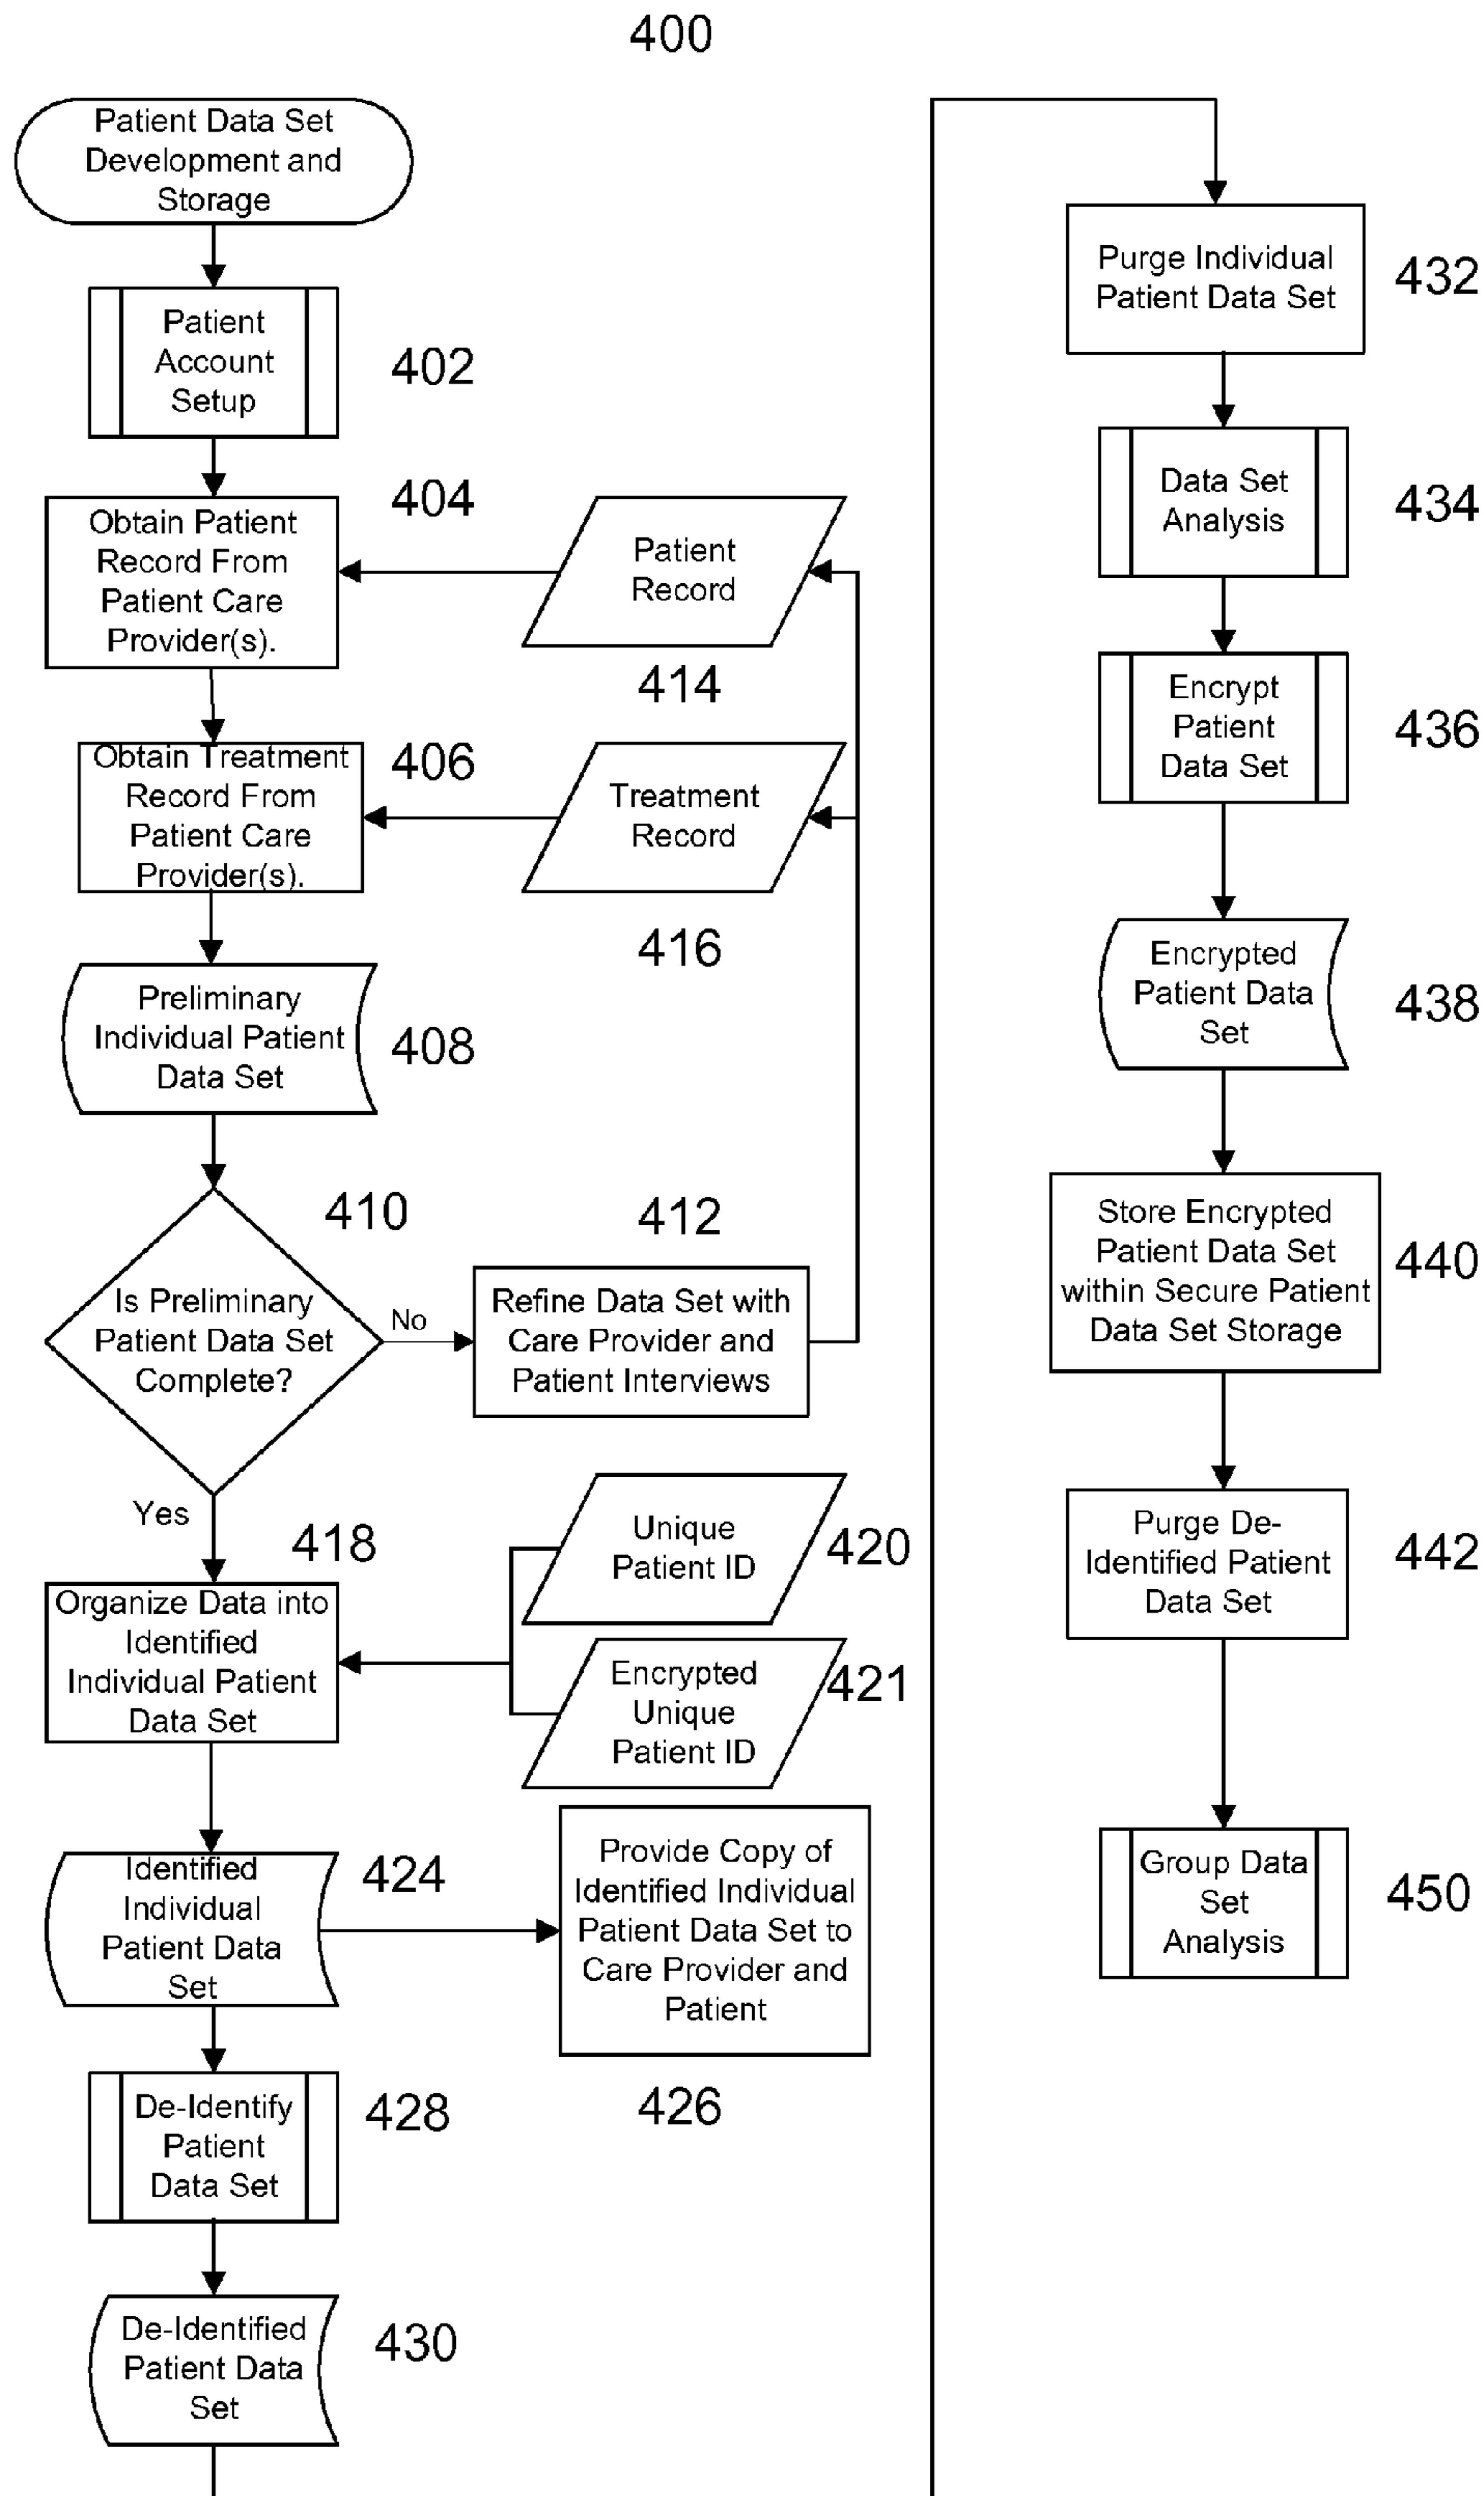 400
Patient Data Set
Development and
Storage
Patient
Account
Setup
402
Obtain Patient
Record From
Patient Care
Provider(s).
404
Patient
Record
414
Obtain Treatment
Record From
Patient Care
Provider(s).
406
Treatment
Record
416
Preliminary
Individual Patient
Data Set
408
Is Preliminary
Patient Data Set
Complete?
410
No
412
Refine Data Set with
Care Provider and
Patient Interviews
Yes
418
Organize Data into
Identified
Individual Patient
Data Set
Unique
Patient ID
420
Encrypted
Unique
Patient ID
421
Identified
Individual
Patient Data
Set
424
Provide Copy of
Identified Individual
Patient Data Set to
Care Provider and
Patient
426
De-Identify
Patient
Data Set
428
De-Identified
Patient Data
Set
430
Purge Individual
Patient Data Set
432
Data Set
Analysis
434
Encrypt
Patient
Data Set
436
Encrypted
Patient Data
Set
438
Store Encrypted
Patient Data Set
within Secure Patient
Data Set Storage
440
Purge De-
Identified Patient
Data Set
442
Group Data
Set
Analysis
450